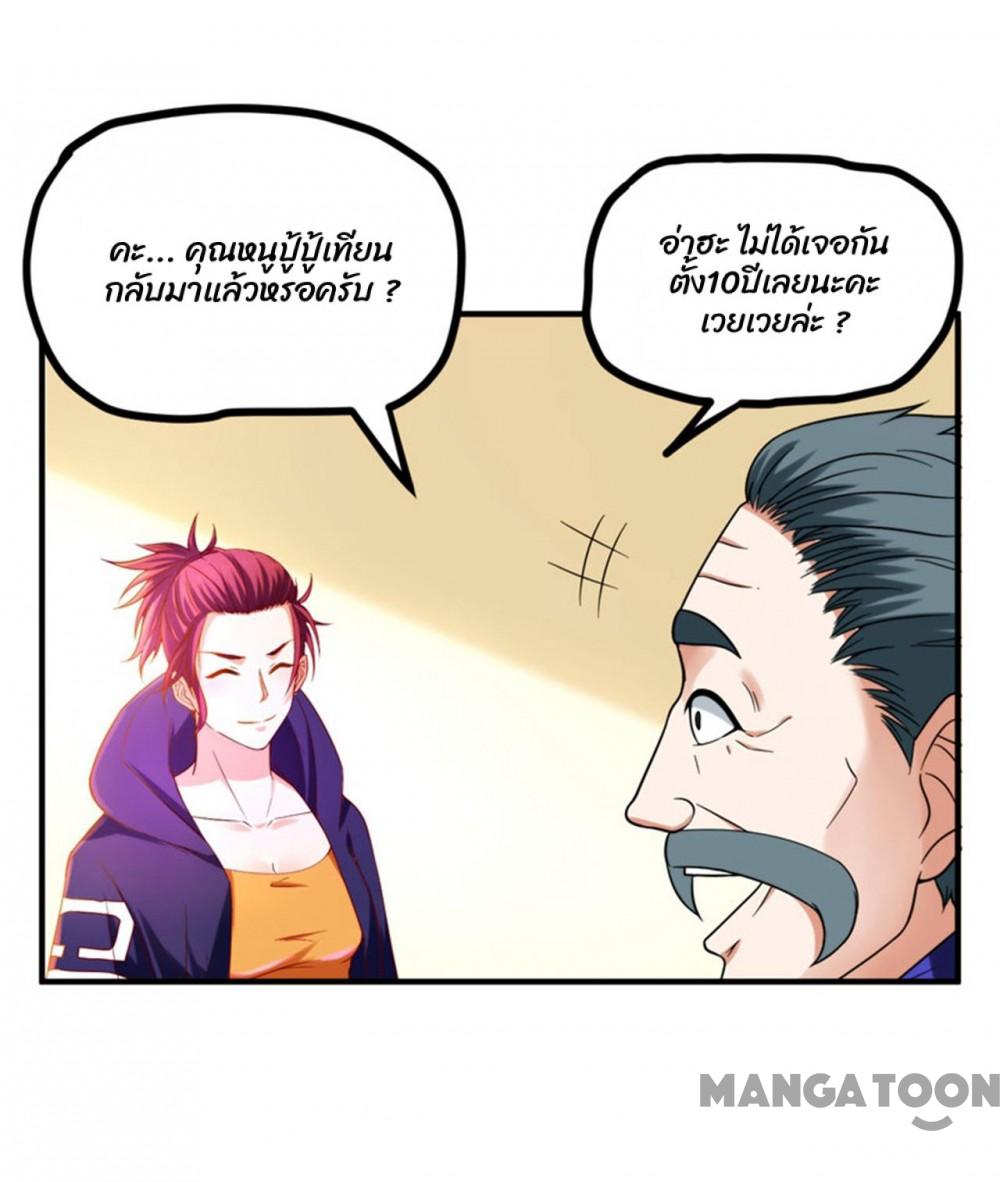 คะ... คุณหนูปู้ปู้เทียน
กลับมาแล้วหรอครับ ?
อ่าฮะ ไม่ได้เจอกัน
ตั้ง10ปีเลยนะคะ
เวยเวยล่ะ ?
MANGATOON